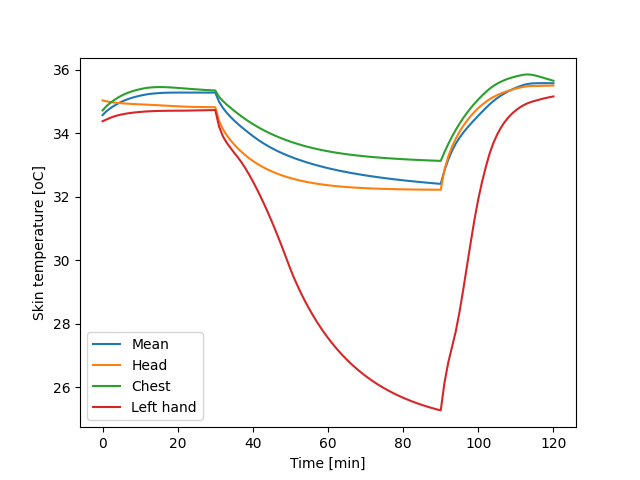 Skin temperature [oC]
36
34
32
30
28
26
Mean
Head
Chest
Left hand
0 20 40 60 80 100 120
Time [min]